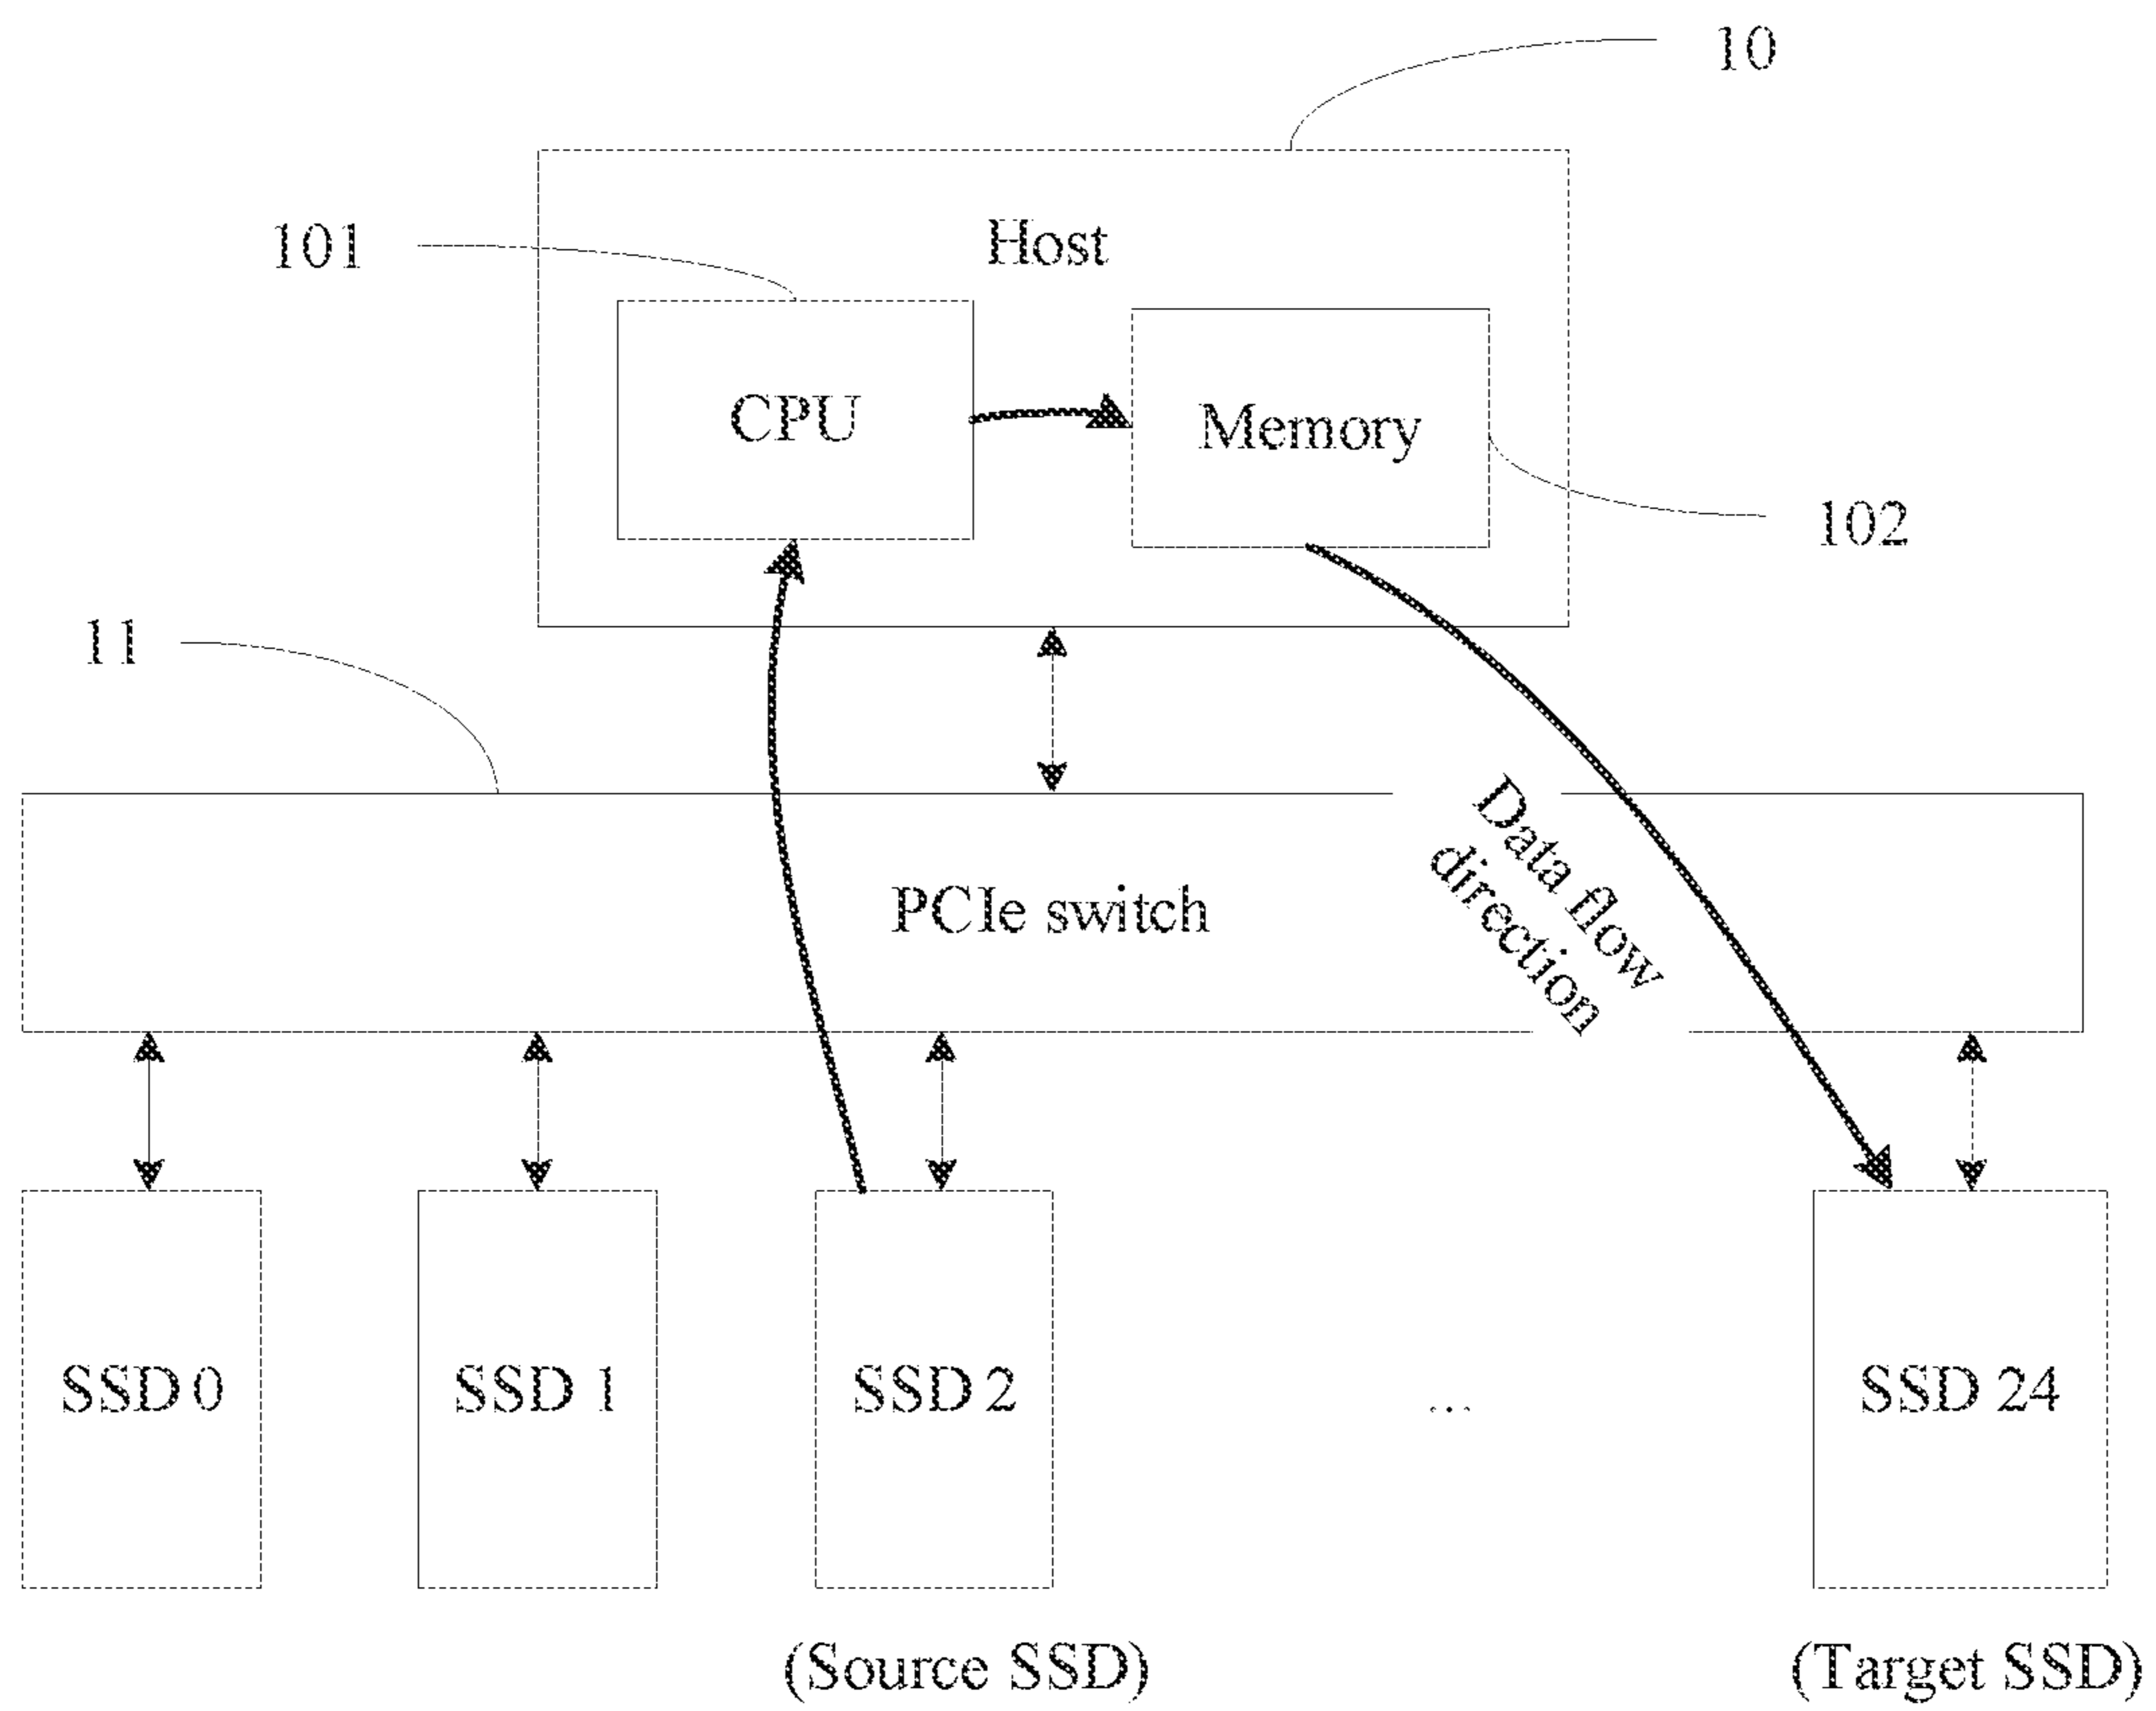 10
101
Host
CPU
Memory
102
11
Data flow
direction
PCIe switch
SSD 0
SSD 1
SSD 2
...
SSD 24
(Source SSD)
(Target SSD)